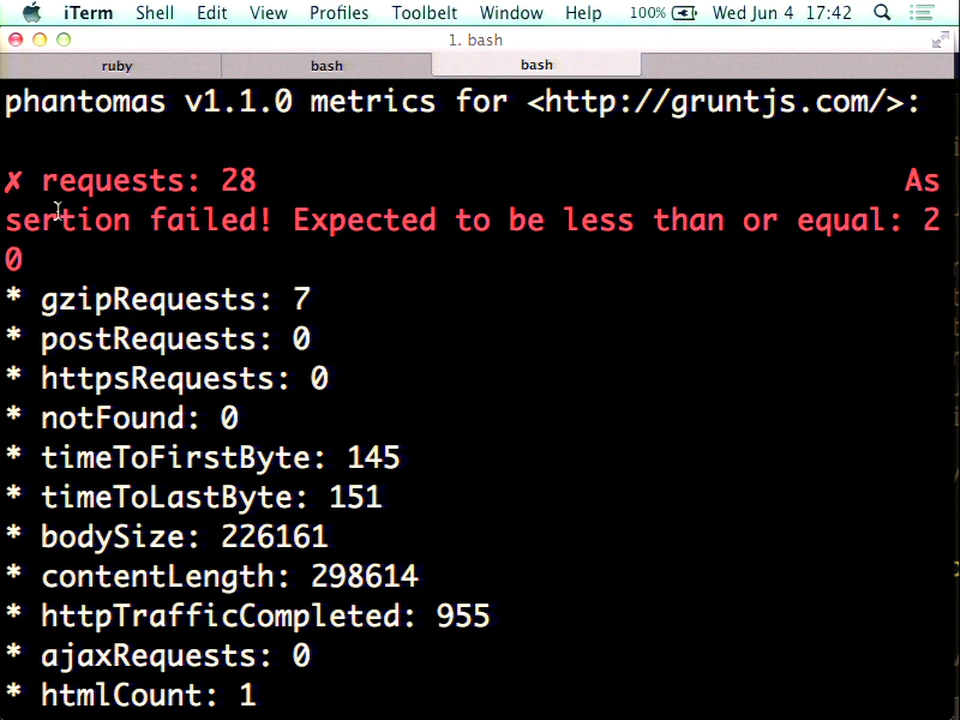 iTerm Shell Edit View Profiles Toolbelt Window Help 100% Wed Jun 4 17:42
1. bash
ruby bash bash
phantomas v1.1.0 metrics for <http://gruntjs.com/>:
✗ requests: 28 As
sertion failed! Expected to be less than or equal: 2
0
* gzipRequests: 7
* postRequests: 0
* httpsRequests: 0
* notFound: 0
* timeToFirstByte: 145
* timeToLastByte: 151
* bodySize: 226161
* contentLength: 298614
* httpTrafficCompleted: 955
* ajaxRequests: 0
* htmlCount: 1